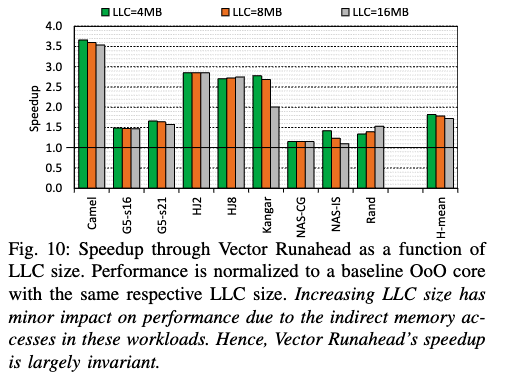 LLC=4MB LLC=8MB LLC=16MB
4.0
3.5
3.0
2.5
2.0
1.5
1.0
0.5
0.0
Speedup
Camel
G5-s16
G5-s21
HJ2
HJ8
Kangar
NAS-CG
NAS-IS
Rand
H-mean
Fig. 10: Speedup through Vector Runahead as a function of
LLC size. Performance is normalized to a baseline OoO core
with the same respective LLC size. Increasing LLC size has
minor impact on performance due to the indirect memory ac-
cesses in these workloads. Hence, Vector Runahead's speedup
is largely invariant.